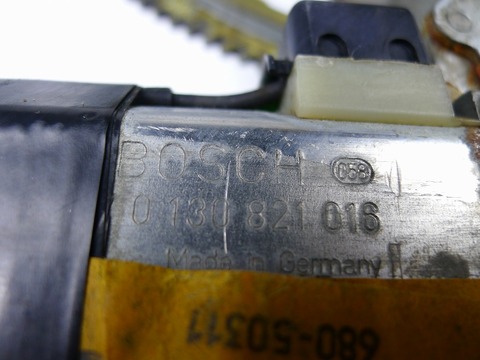 BOSCH 058
0 130 821 016
Made in Germany
680-50311